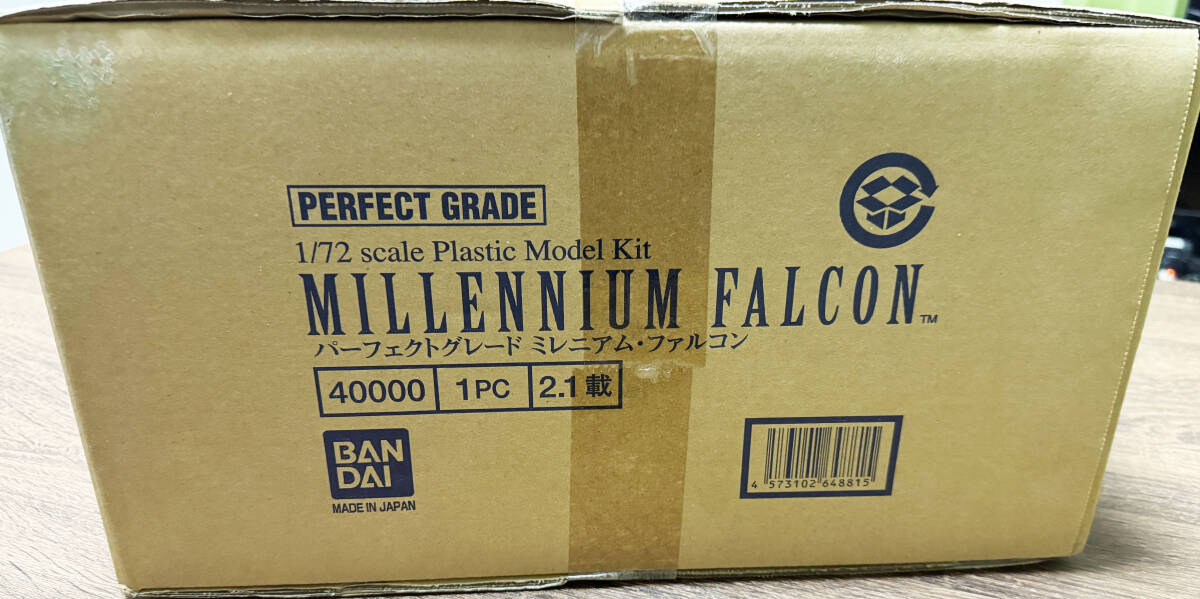 PERFECT GRADE
1/72 scale Plastic Model Kit
MILLENNIUM FALCON™
パーフェクトグレード ミレニアム・ファルコン
40000 1PC 2.1 載
BAN
DAI
MADE IN JAPAN
4 573102 648815